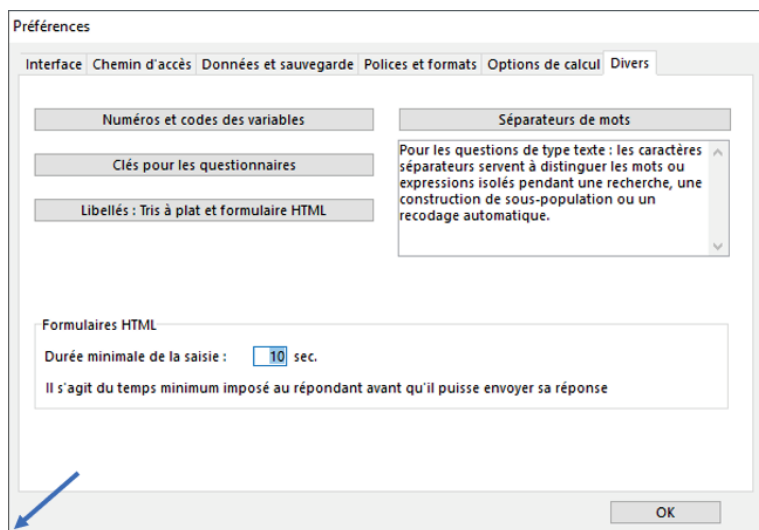 Préférences
Interface Chemin d'accès Données et sauvegarde Polices et formats Options de calcul Divers
Numéros et codes des variables
Clés pour les questionnaires
Libellés : Tris à plat et formulaire HTML
Séparateurs de mots
Pour les questions de type texte : les caractères
séparateurs servent à distinguer les mots ou
expressions isolés pendant une recherche, une
construction de sous-population ou un
recodage automatique.
Formulaires HTML
Durée minimale de la saisie : 10 sec.
Il s'agit du temps minimum imposé au répondant avant qu'il puisse envoyer sa réponse
OK